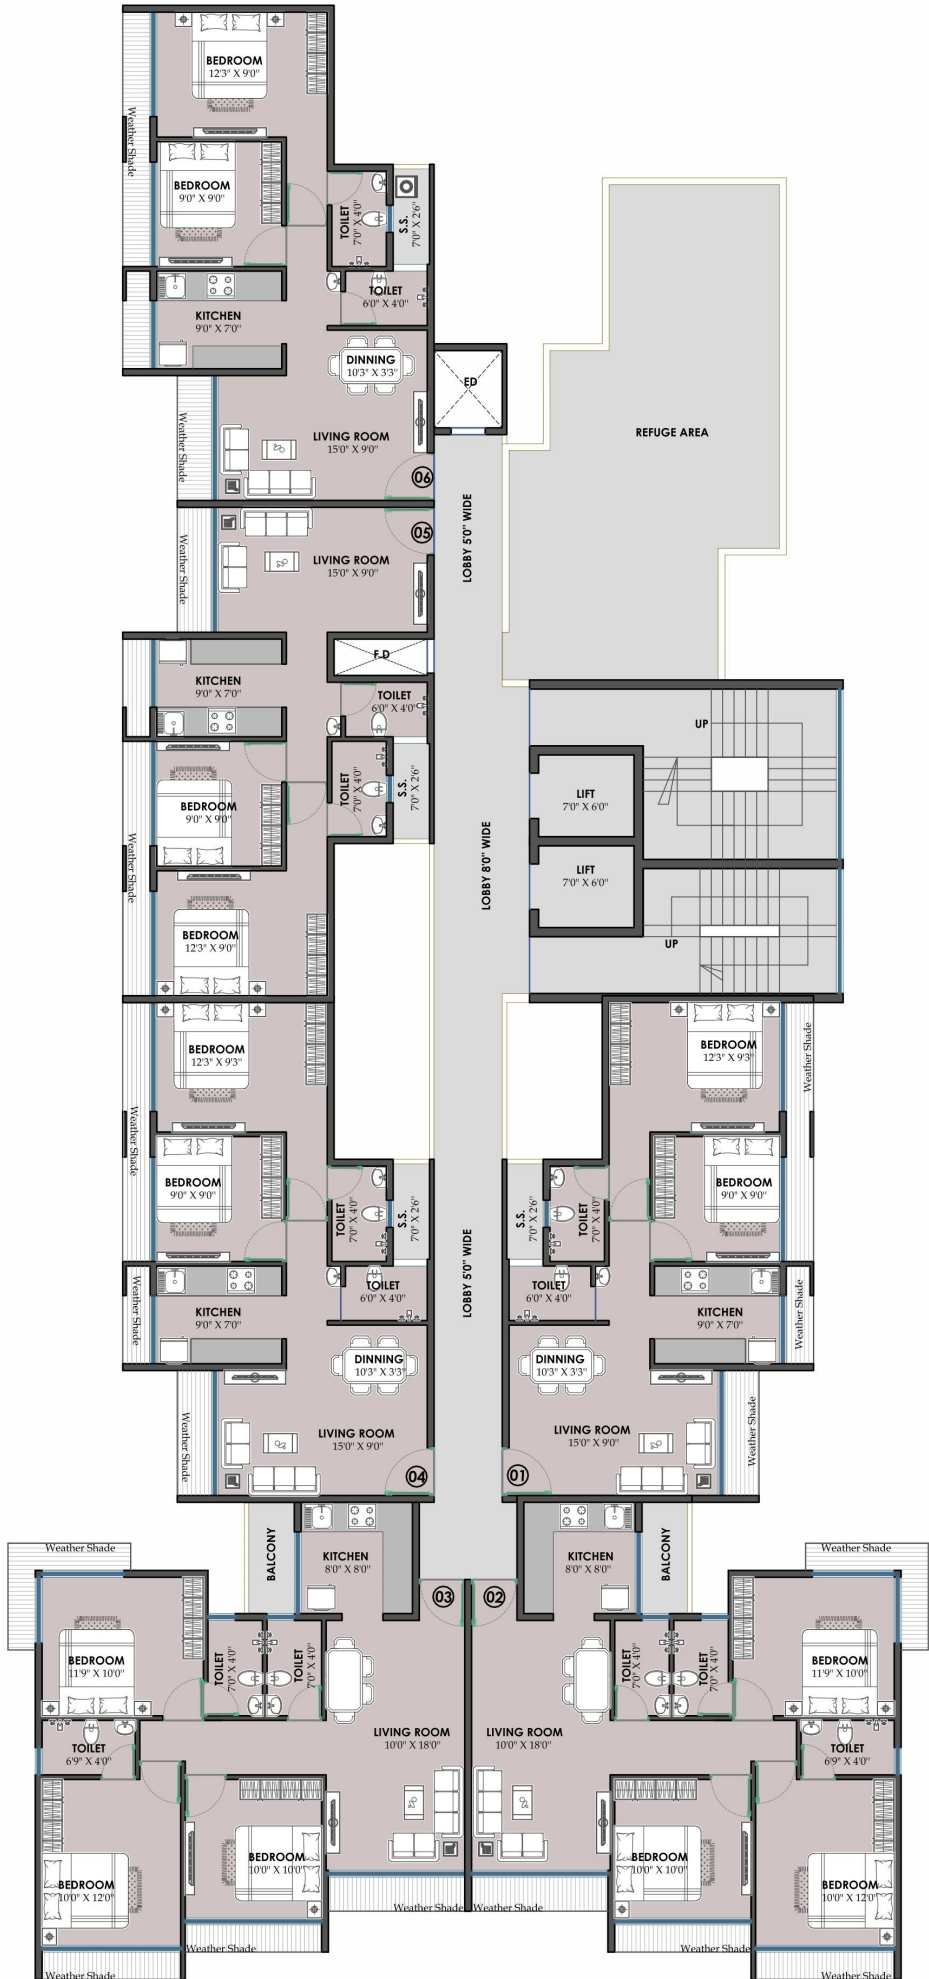 BEDROOM
12'3" X 9'0"
Weather Shade
BEDROOM
9'0" X 9'0"
TOILET
7'0" X 4'0"
S.S.
7'0" X 2'6"
TOILET
6'0" X 4'0"
KITCHEN
9'0" X 7'0"
DINNING
10'3" X 3'3"
ED
LIVING ROOM
15'0" X 9'0"
Weather Shade
06
REFUGE AREA
LOBBY 5'0" WIDE
05
LIVING ROOM
15'0" X 9'0"
Weather Shade
F.D
KITCHEN
9'0" X 7'0"
TOILET
6'0" X 4'0"
TOILET
7'0" X 4'0"
S.S.
7'0" X 2'6"
BEDROOM
9'0" X 9'0"
Weather Shade
BEDROOM
12'3" X 9'0"
LOBBY 8'0" WIDE
UP
LIFT
7'0" X 6'0"
LIFT
7'0" X 6'0"
UP
BEDROOM
12'3" X 9'3"
Weather Shade
BEDROOM
9'0" X 9'0"
TOILET
7'0" X 4'0"
S.S.
7'0" X 2'6"
TOILET
6'0" X 4'0"
KITCHEN
9'0" X 7'0"
Weather Shade
DINNING
10'3" X 3'3"
LIVING ROOM
15'0" X 9'0"
Weather Shade
04
LOBBY 5'0" WIDE
BEDROOM
12'3" X 9'3"
Weather Shade
BEDROOM
9'0" X 9'0"
S.S.
7'0" X 2'6"
TOILET
7'0" X 4'0"
TOILET
6'0" X 4'0"
KITCHEN
9'0" X 7'0"
Weather Shade
DINNING
10'3" X 3'3"
LIVING ROOM
15'0" X 9'0"
Weather Shade
01
BALCONY
KITCHEN
8'0" X 8'0"
03
Weather Shade
BEDROOM
11'9" X 10'0"
TOILET
7'0" X 4'0"
TOILET
7'0" X 4'0"
LIVING ROOM
10'0" X 18'0"
TOILET
6'9" X 4'0"
BEDROOM
10'0" X 12'0"
BEDROOM
10'0" X 10'0"
Weather Shade
Weather Shade
Weather Shade
02
KITCHEN
8'0" X 8'0"
BALCONY
Weather Shade
LIVING ROOM
10'0" X 18'0"
TOILET
7'0" X 4'0"
TOILET
7'0" X 4'0"
BEDROOM
11'9" X 10'0"
TOILET
6'9" X 4'0"
BEDROOM
10'0" X 10'0"
BEDROOM
10'0" X 12'0"
Weather Shade
Weather Shade
Weather Shade